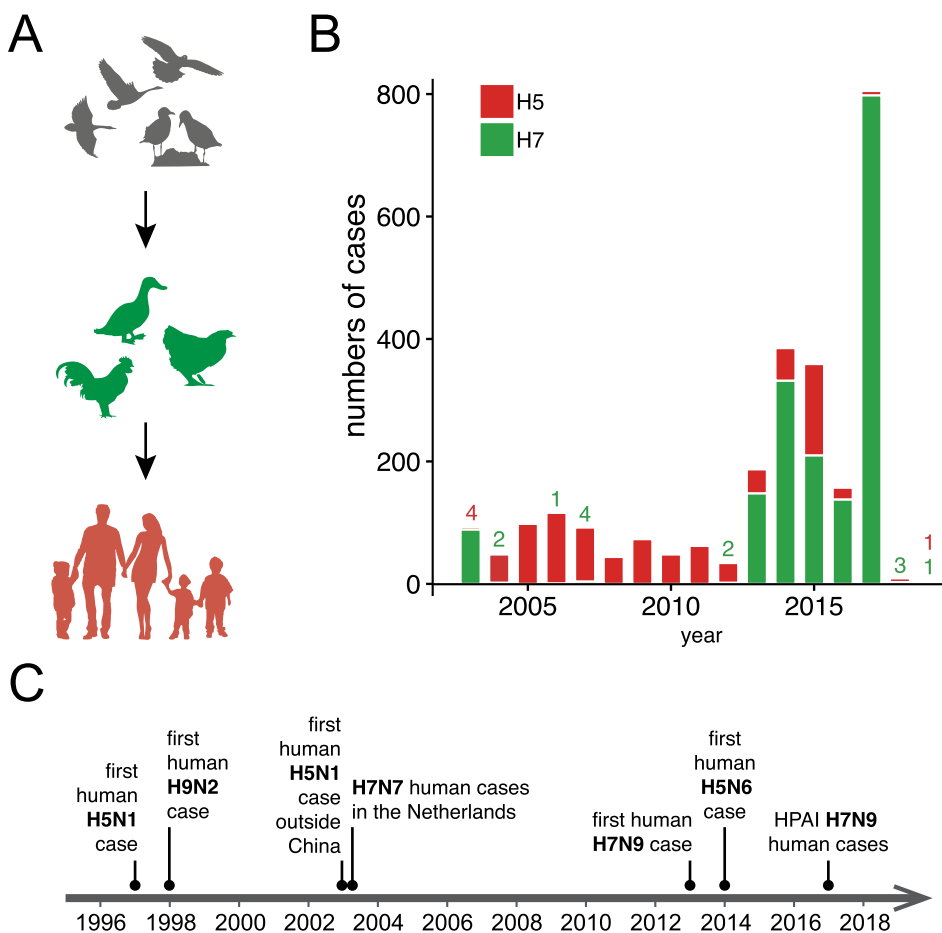 A
B
800
600
400
200
0
numbers of cases
H5
H7
4
2
1
4
2
3
1
1
2005
2010
2015
year
C
first
human
H5N1
case
first
human
H9N2
case
first
human
H5N1
case
outside
China
H7N7 human cases
in the Netherlands
first human
H7N9 case
first
human
H5N6
case
HPAI H7N9
human cases
1996
1998
2000
2002
2004
2006
2008
2010
2012
2014
2016
2018